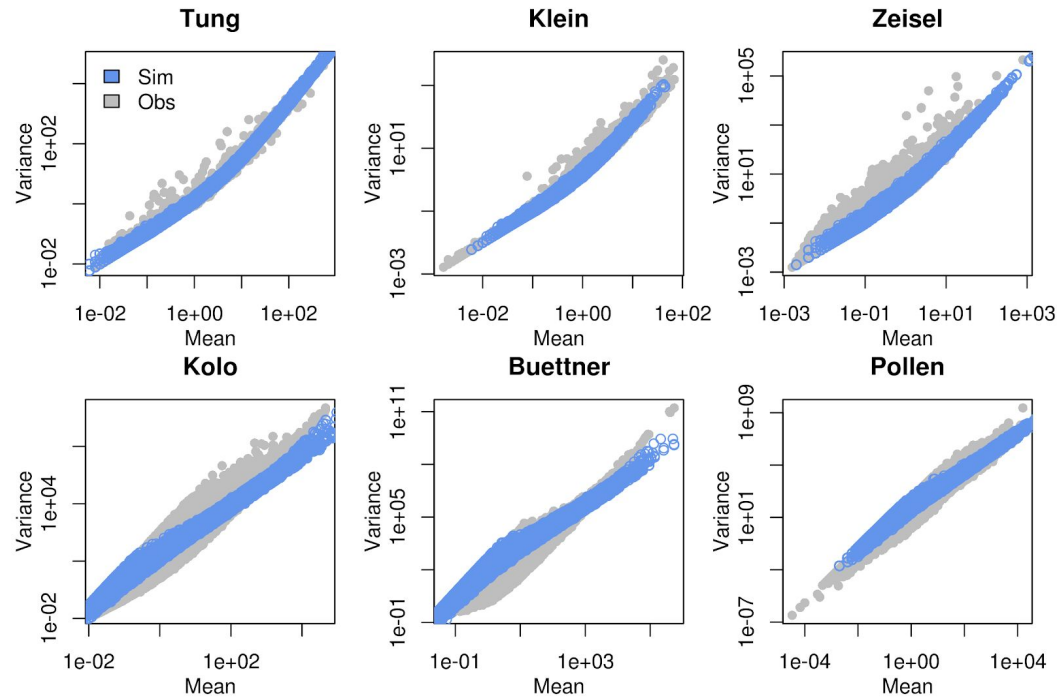 Tung
Variance
1e-02 1e+02
Sim
Obs
1e-02 1e+00 1e+02
Mean
Klein
Variance
1e-03 1e+01
1e-02 1e+00 1e+02
Mean
Zeisel
Variance
1e-03 1e+01 1e+05
1e-03 1e-01 1e+01 1e+03
Mean
Kolo
Variance
1e-02 1e+04
1e-02 1e+02
Mean
Buettner
Variance
1e-01 1e+05 1e+11
1e-01 1e+03
Mean
Pollen
Variance
1e-07 1e+01 1e+09
1e-04 1e+00 1e+04
Mean